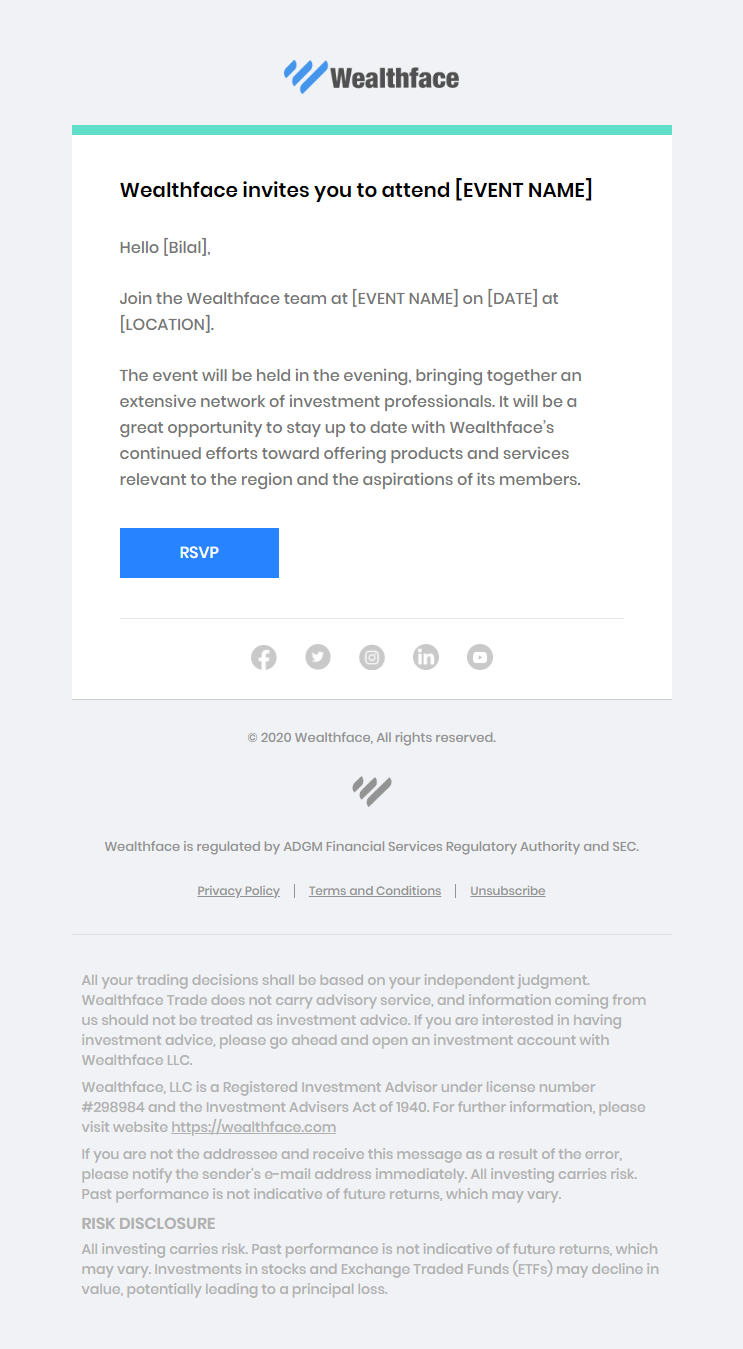 Wealthface
Wealthface invites you to attend [EVENT NAME]
Hello [Bilal],
Join the Wealthface team at [EVENT NAME] on [DATE] at
[LOCATION].
The event will be held in the evening, bringing together an
extensive network of investment professionals. It will be a
great opportunity to stay up to date with Wealthface's
continued efforts toward offering products and services
relevant to the region and the aspirations of its members.
RSVP
© 2020 Wealthface, All rights reserved.
Wealthface is regulated by ADGM Financial Services Regulatory Authority and SEC.
Privacy Policy | Terms and Conditions | Unsubscribe
All your trading decisions shall be based on your independent judgment.
Wealthface Trade does not carry advisory service, and information coming from
us should not be treated as investment advice. If you are interested in having
investment advice, please go ahead and open an investment account with
Wealthface LLC.
Wealthface, LLC is a Registered Investment Advisor under license number
#298984 and the Investment Advisers Act of 1940. For further information, please
visit website https://wealthface.com
If you are not the addressee and receive this message as a result of the error,
please notify the sender's e-mail address immediately. All investing carries risk.
Past performance is not indicative of future returns, which may vary.
RISK DISCLOSURE
All investing carries risk. Past performance is not indicative of future returns, which
may vary. Investments in stocks and Exchange Traded Funds (ETFs) may decline in
value, potentially leading to a principal loss.